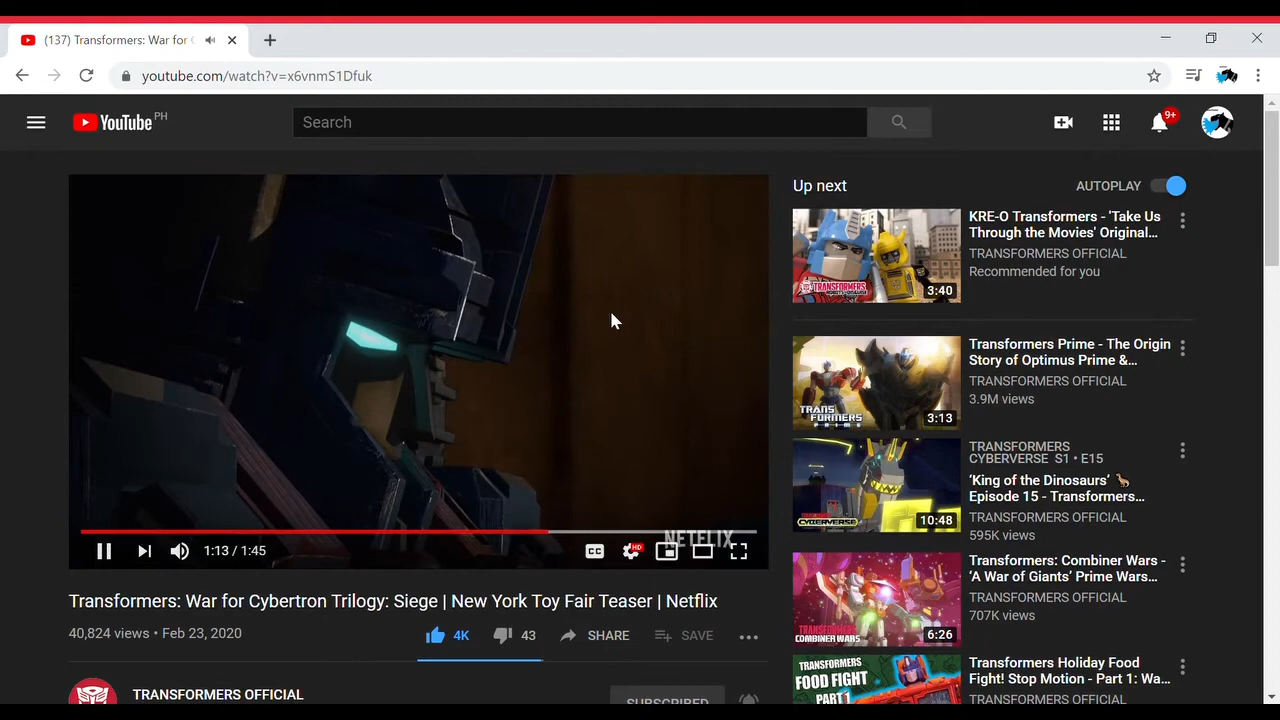 (137) Transformers: War for
youtube.com/watch?v=x6vnmS1Dfuk
YouTube PH
Search
9+
Up next
AUTOPLAY
KRE-O Transformers - 'Take Us
Through the Movies' Original...
TRANSFORMERS OFFICIAL
Recommended for you
TRANSFORMERS
3:40
Transformers Prime - The Origin
Story of Optimus Prime &...
TRANSFORMERS OFFICIAL
3.9M views
TRANSFORMERS
PRIME
3:13
TRANSFORMERS
CYBERVERSE S1 • E15
‘King of the Dinosaurs’
Episode 15 - Transformers...
TRANSFORMERS OFFICIAL
595K views
CYBERVERSE
10:48
Transformers: Combiner Wars -
‘A War of Giants’ Prime Wars...
TRANSFORMERS OFFICIAL
707K views
COMBINER WARS
6:26
Transformers Holiday Food
Fight! Stop Motion - Part 1: Wa...
TRANSFORMERS OFFICIAL
TRANSFORMERS
FOOD FIGHT
PART 1
NETLIX
1:13 / 1:45
CC
HD
Transformers: War for Cybertron Trilogy: Siege | New York Toy Fair Teaser | Netflix
40,824 views • Feb 23, 2020
4K
43
SHARE
SAVE
TRANSFORMERS OFFICIAL
SUBSCRIBED